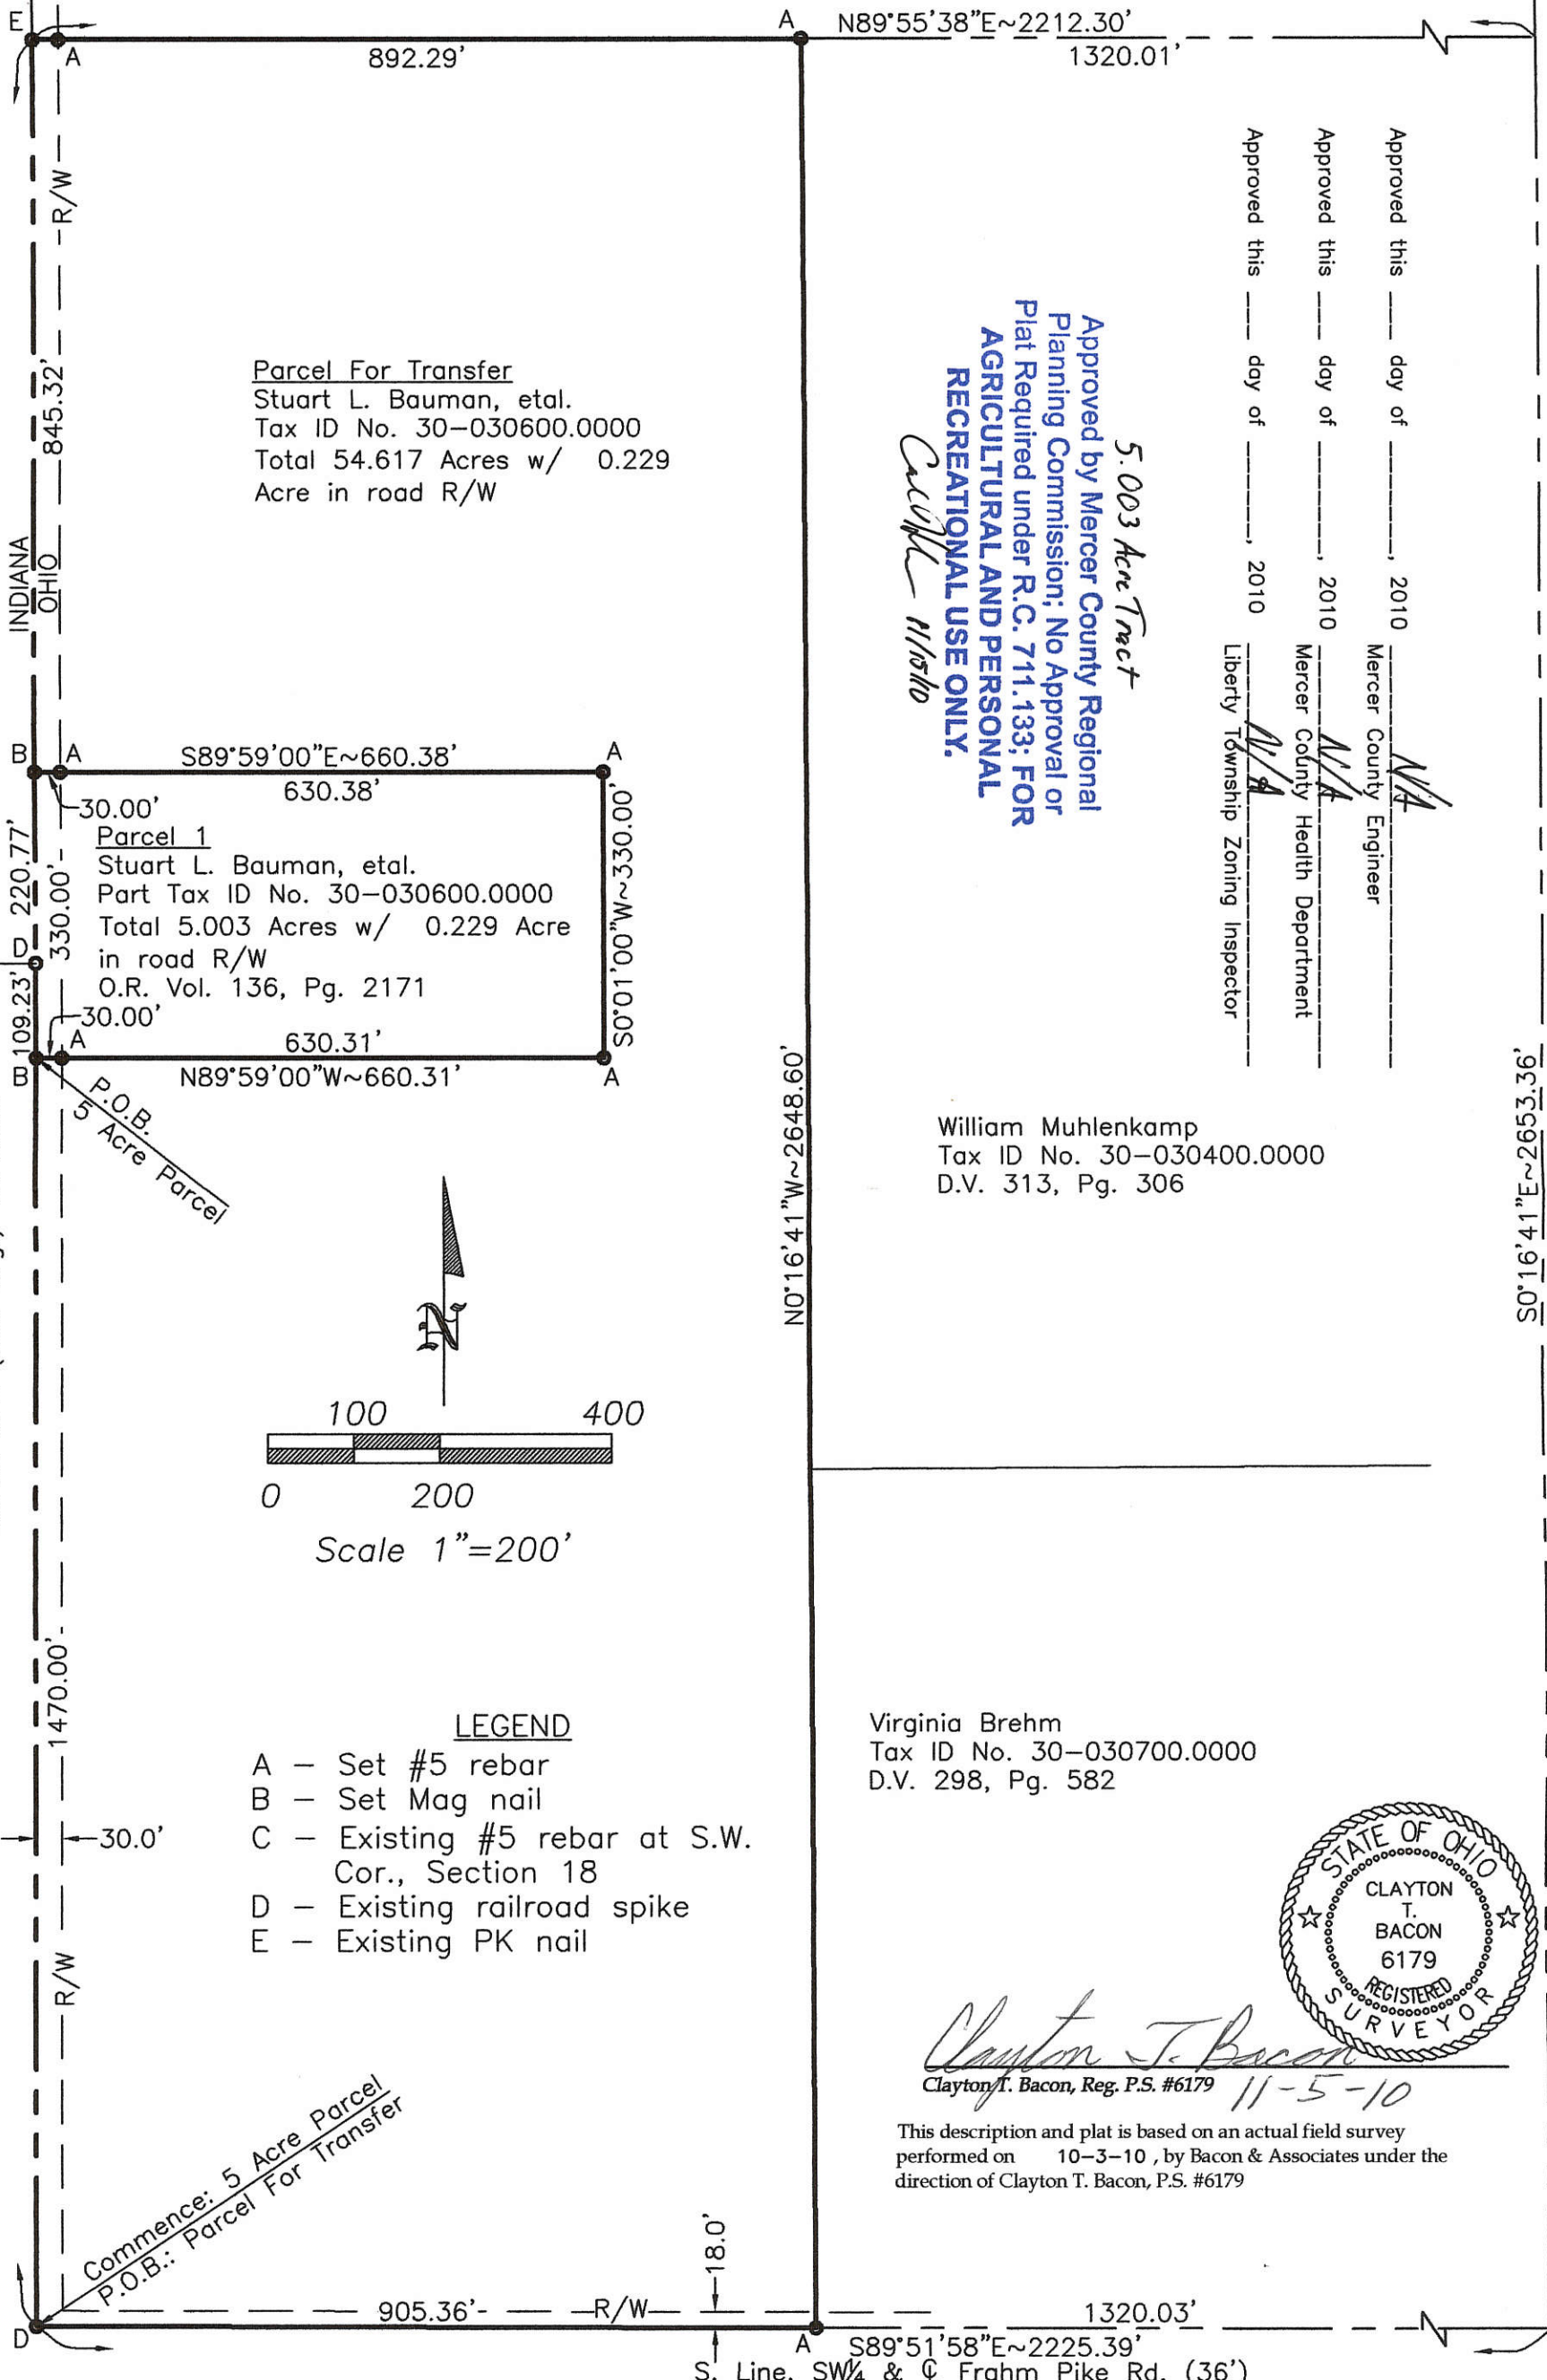 E
A
A
N89°55'38"E~2212.30'
892.29'
1320.01'
R/W
845.32'
INDIANA
OHIO
Parcel For Transfer
Stuart L. Bauman, etal.
Tax ID No. 30-030600.0000
Total 54.617 Acres w/ 0.229
Acre in road R/W
Approved this ___ day of ________, 2010
N/A
Mercer County Engineer
Approved this ___ day of ________, 2010
N/A
Mercer County Health Department
Approved this ___ day of ________, 2010
N/A
Liberty Township Zoning Inspector
5.003 Acre Tract
Approved by Mercer County Regional
Planning Commission; No Approval or
Plat Required under R.C. 711.133; FOR
AGRICULTURAL AND PERSONAL
RECREATIONAL USE ONLY.
11/15/10
B
A
S89°59'00"E~660.38'
A
630.38'
30.00'
220.77'
330.00'
Parcel 1
Stuart L. Bauman, etal.
Part Tax ID No. 30-030600.0000
Total 5.003 Acres w/ 0.229 Acre
in road R/W
O.R. Vol. 136, Pg. 2171
S0°01'00"W~330.00'
D
109.23'
30.00'
A
630.31'
B
N89°59'00"W~660.31'
A
P.O.B.
5 Acre Parcel
N0°16'41"W~2648.60'
S0°16'41"E~2653.36'
William Muhlenkamp
Tax ID No. 30-030400.0000
D.V. 313, Pg. 306
N
100 400
0 200
Scale 1"=200'
1470.00'
LEGEND
A - Set #5 rebar
B - Set Mag nail
C - Existing #5 rebar at S.W.
Cor., Section 18
D - Existing railroad spike
E - Existing PK nail
30.0'
R/W
Virginia Brehm
Tax ID No. 30-030700.0000
D.V. 298, Pg. 582
STATE OF OHIO
CLAYTON
T.
BACON
6179
REGISTERED
SURVEYOR
Clayton T. Bacon
Clayton T. Bacon, Reg. P.S. #6179 11-5-10
This description and plat is based on an actual field survey
performed on 10-3-10 , by Bacon & Associates under the
direction of Clayton T. Bacon, P.S. #6179
Commence: 5 Acre Parcel
P.O.B.: Parcel For Transfer
18.0'
905.36'
R/W
1320.03'
D
A
S89°51'58"E~2225.39'
S. Line, SW¼ & ℄ Frahm Pike Rd. (36')